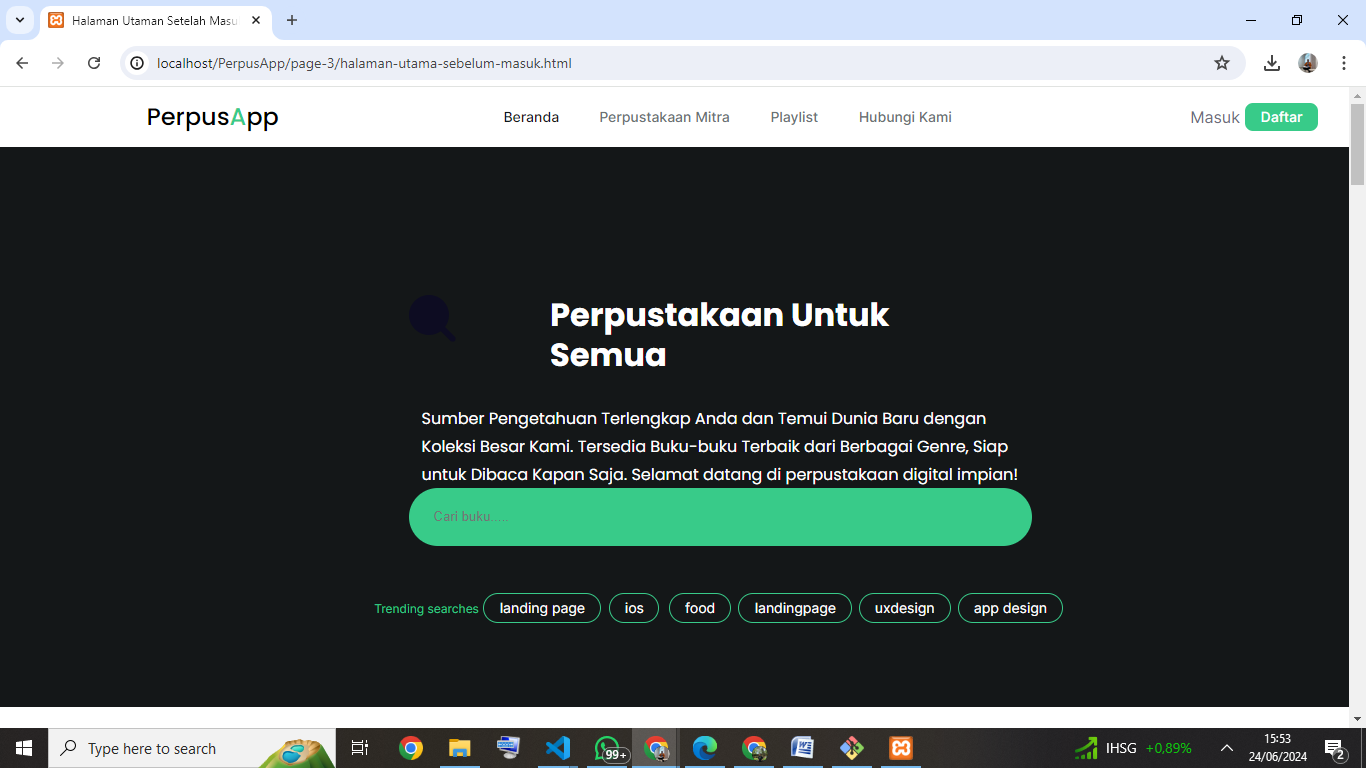 Halaman Utaman Setelah Masu
localhost/PerpusApp/page-3/halaman-utama-sebelum-masuk.html
PerpusApp Beranda Perpustakaan Mitra Playlist Hubungi Kami Masuk Daftar
Perpustakaan Untuk
Semua
Sumber Pengetahuan Terlengkap Anda dan Temui Dunia Baru dengan
Koleksi Besar Kami. Tersedia Buku-buku Terbaik dari Berbagai Genre, Siap
untuk Dibaca Kapan Saja. Selamat datang di perpustakaan digital impian!
Cari buku.....
Trending searches landing page ios food landingpage uxdesign app design
Type here to search 99+ IHSG +0,89% 15:53
24/06/2024 2